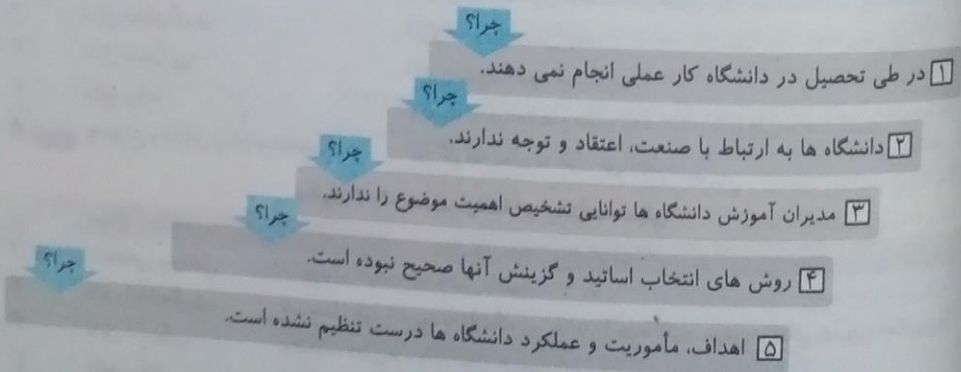 چرا؟
۱ در طی تحصیل در دانشگاه کار عملی انجام نمی دهند.
چرا؟
۲ دانشگاه ها به ارتباط با صنعت، اعتقاد و توجه ندارند.
چرا؟
۳ مدیران آموزش دانشگاه ها توانایی تشخیص اهمیت موضوع را ندارند.
چرا؟
۴ روش های انتخاب اساتید و گزینش آنها صحیح نبوده است.
چرا؟
۵ اهداف، مأموریت و عملکرد دانشگاه ها درست تنظیم نشده است.